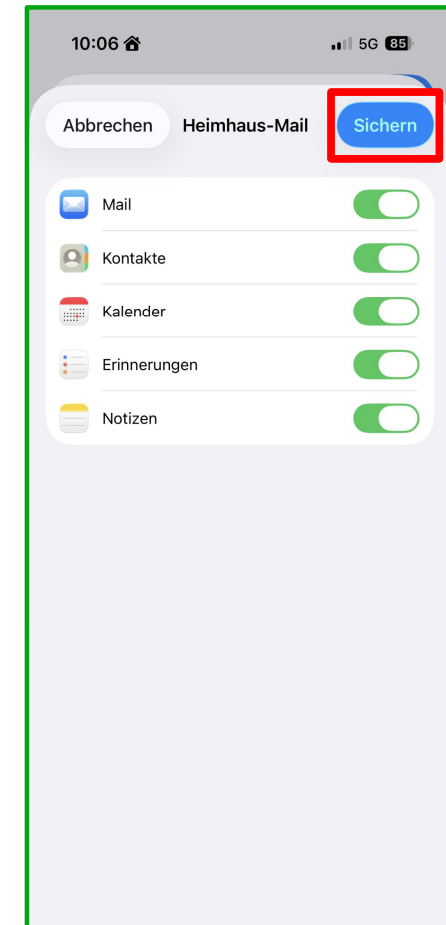 10:06 5G 85
Abbrechen Heimhaus-Mail Sichern
Mail
Kontakte
Kalender
Erinnerungen
Notizen